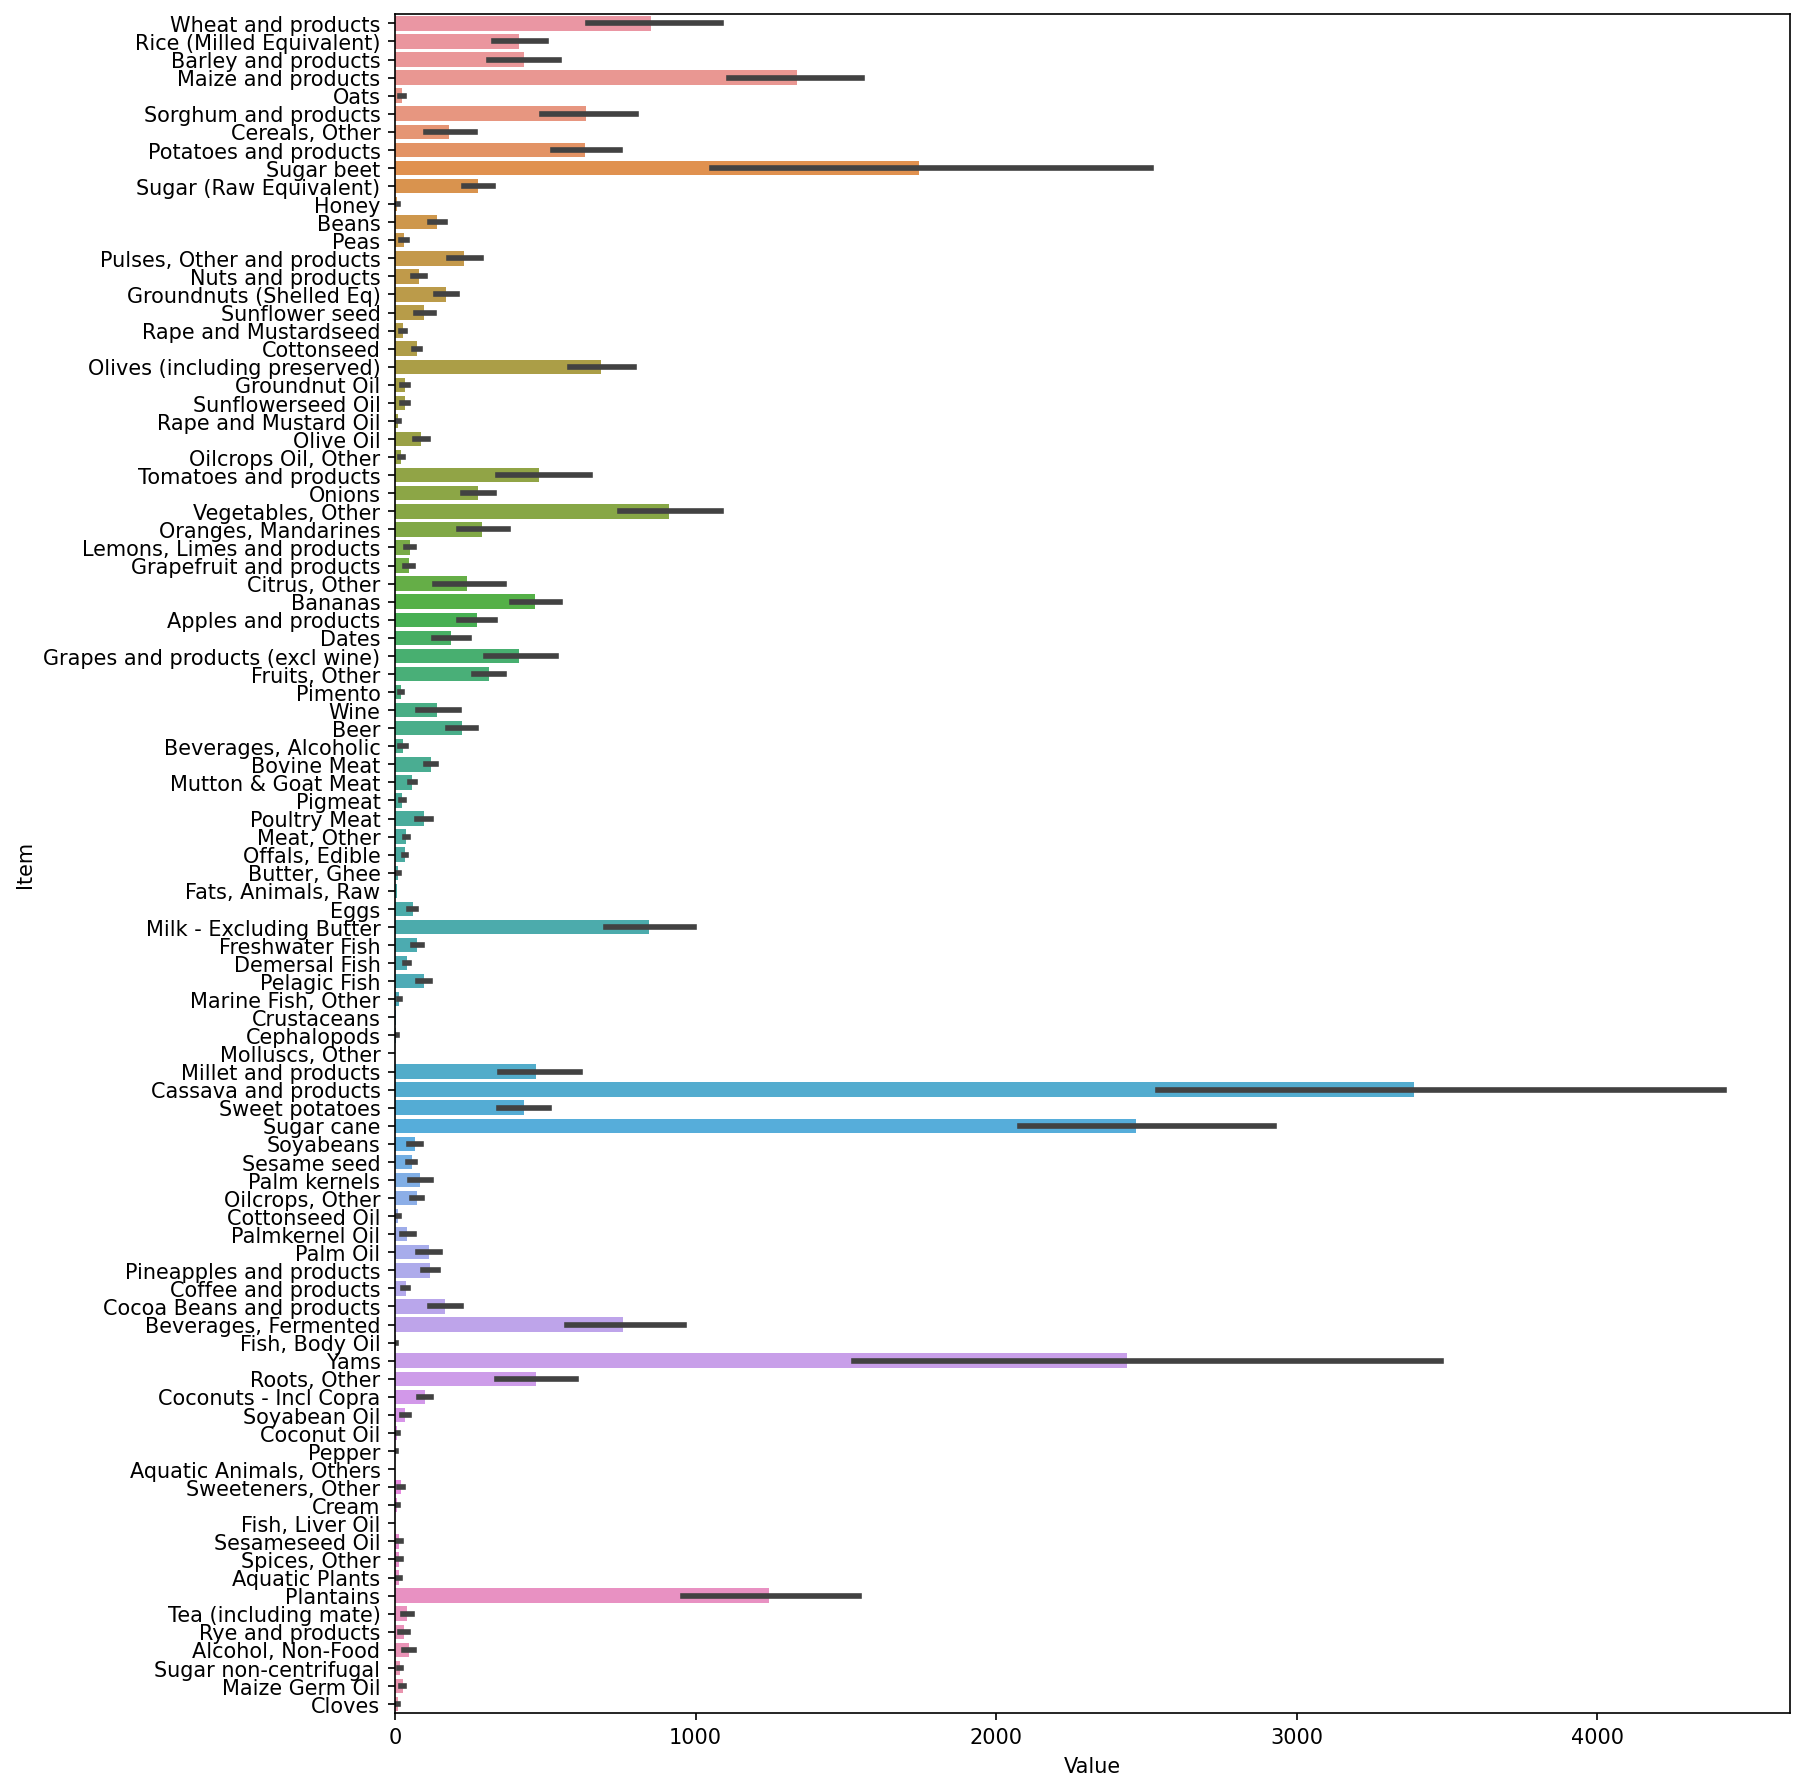 Wheat and products
Rice (Milled Equivalent)
Barley and products
Maize and products
Oats
Sorghum and products
Cereals, Other
Potatoes and products
Sugar beet
Sugar (Raw Equivalent)
Honey
Beans
Peas
Pulses, Other and products
Nuts and products
Groundnuts (Shelled Eq)
Sunflower seed
Rape and Mustardseed
Cottonseed
Olives (including preserved)
Groundnut Oil
Sunflowerseed Oil
Rape and Mustard Oil
Olive Oil
Oilcrops Oil, Other
Tomatoes and products
Onions
Vegetables, Other
Oranges, Mandarines
Lemons, Limes and products
Grapefruit and products
Citrus, Other
Bananas
Apples and products
Dates
Grapes and products (excl wine)
Fruits, Other
Pimento
Wine
Beer
Beverages, Alcoholic
Bovine Meat
Mutton & Goat Meat
Pigmeat
Poultry Meat
Meat, Other
Offals, Edible
Butter, Ghee
Fats, Animals, Raw
Eggs
Milk - Excluding Butter
Freshwater Fish
Demersal Fish
Pelagic Fish
Marine Fish, Other
Crustaceans
Cephalopods
Molluscs, Other
Millet and products
Cassava and products
Sweet potatoes
Sugar cane
Soyabeans
Sesame seed
Palm kernels
Oilcrops, Other
Cottonseed Oil
Palmkernel Oil
Palm Oil
Pineapples and products
Coffee and products
Cocoa Beans and products
Beverages, Fermented
Fish, Body Oil
Yams
Roots, Other
Coconuts - Incl Copra
Soyabean Oil
Coconut Oil
Pepper
Aquatic Animals, Others
Sweeteners, Other
Cream
Fish, Liver Oil
Sesameseed Oil
Spices, Other
Aquatic Plants
Plantains
Tea (including mate)
Rye and products
Alcohol, Non-Food
Sugar non-centrifugal
Maize Germ Oil
Cloves
Item
0 1000 2000 3000 4000
Value